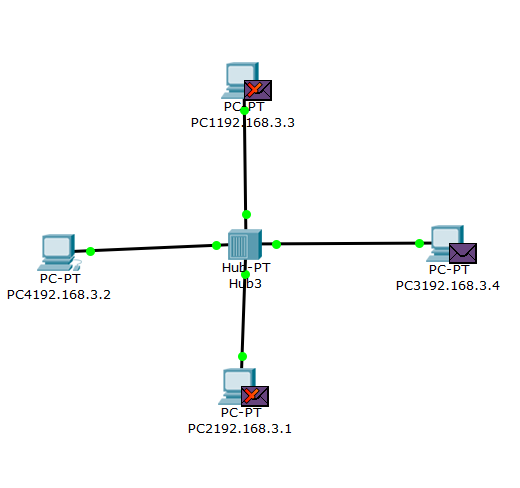 PC-PT
PC1192.168.3.3
PC-PT
PC4192.168.3.2
Hub-PT
Hub3
PC-PT
PC3192.168.3.4
PC-PT
PC2192.168.3.1